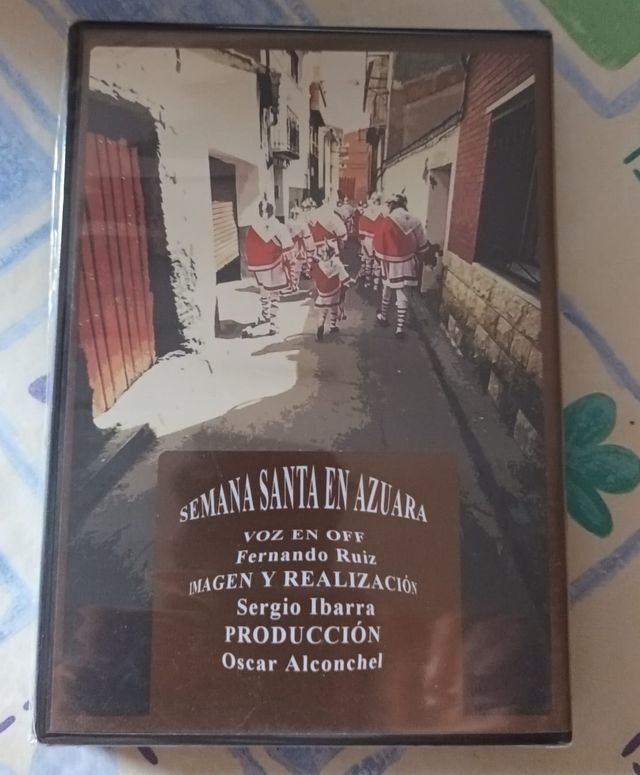 SEMANA SANTA EN AZUARA
VOZ EN OFF
Fernando Ruiz
IMAGEN Y REALIZACIÓN
Sergio Ibarra
PRODUCCIÓN
Oscar Alconchel